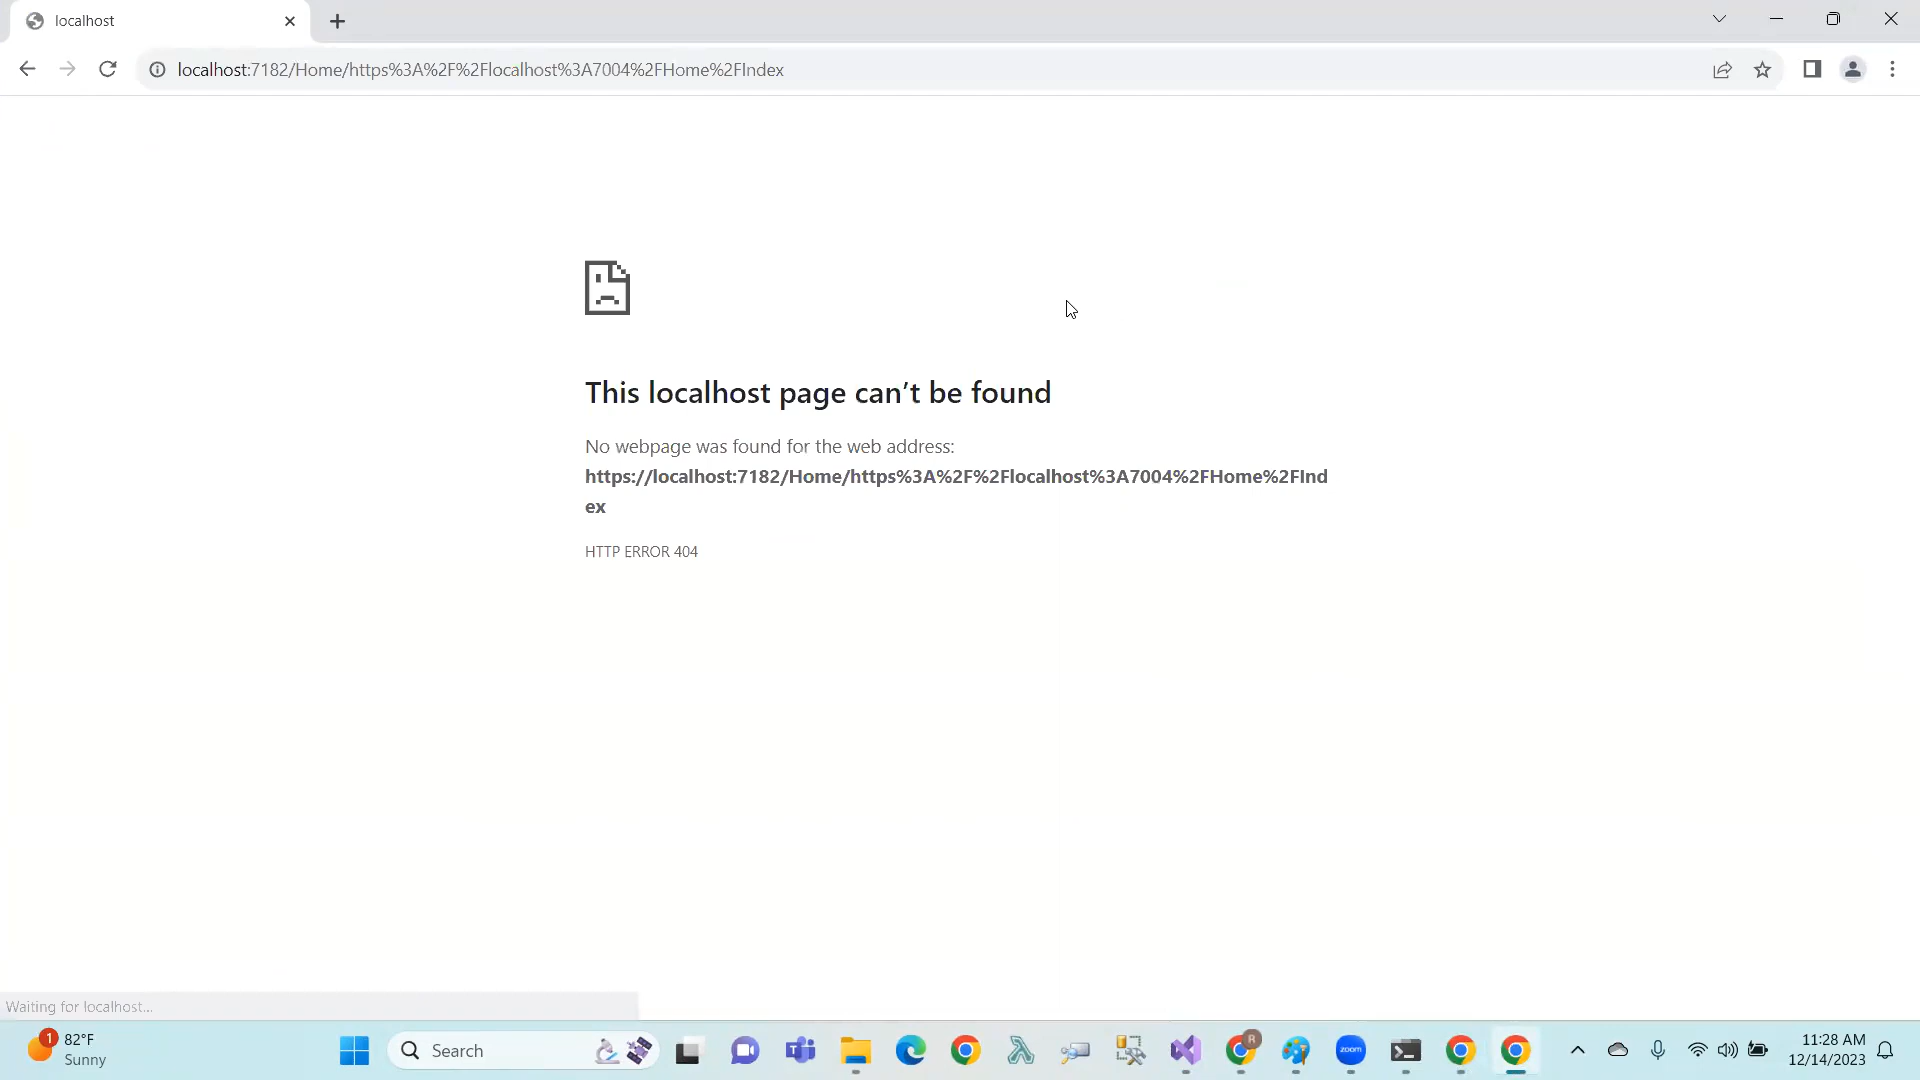 localhost
localhost:7182/Home/https%3A%2F%2Flocalhost%3A7004%2FHome%2FIndex
This localhost page can’t be found
No webpage was found for the web address:
https://localhost:7182/Home/https%3A%2F%2Flocalhost%3A7004%2FHome%2FInd
ex
HTTP ERROR 404
Waiting for localhost...
1
82°F
Sunny
Search
R
zoom
11:28 AM
12/14/2023